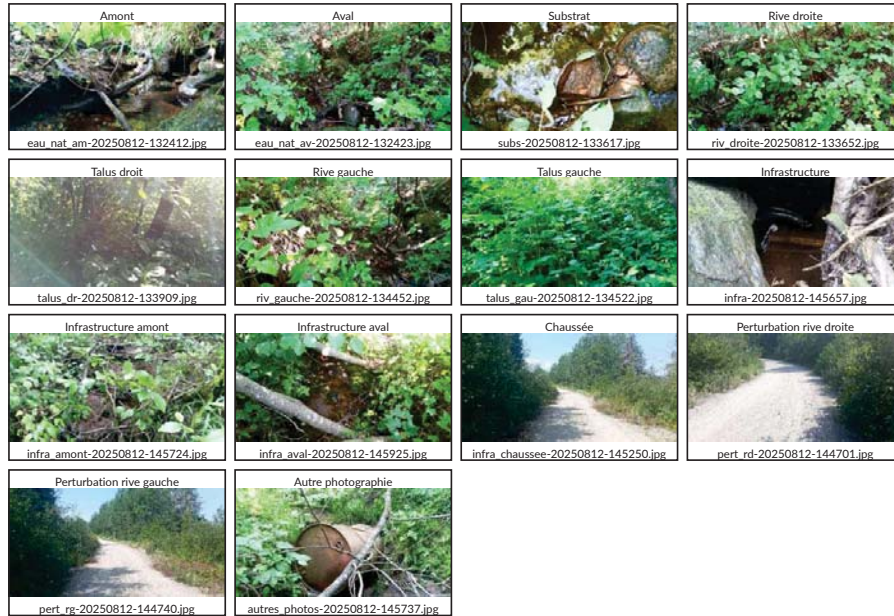 Amont
Aval
Substrat
Rive droite
eau_nat_am-20250812-132412.jpg
eau_nat_av-20250812-132423.jpg
subs-20250812-133617.jpg
riv_droite-20250812-133652.jpg
Talus droit
Rive gauche
Talus gauche
Infrastructure
talus_dr-20250812-133909.jpg
riv_gauche-20250812-134452.jpg
talus_gau-20250812-134522.jpg
infra-20250812-145657.jpg
Infrastructure amont
Infrastructure aval
Chaussée
Perturbation rive droite
infra_amont-20250812-145724.jpg
infra_aval-20250812-145925.jpg
infra_chaussee-20250812-145250.jpg
pert_rd-20250812-144701.jpg
Perturbation rive gauche
Autre photographie
pert_rg-20250812-144740.jpg
autres_photos-20250812-145737.jpg